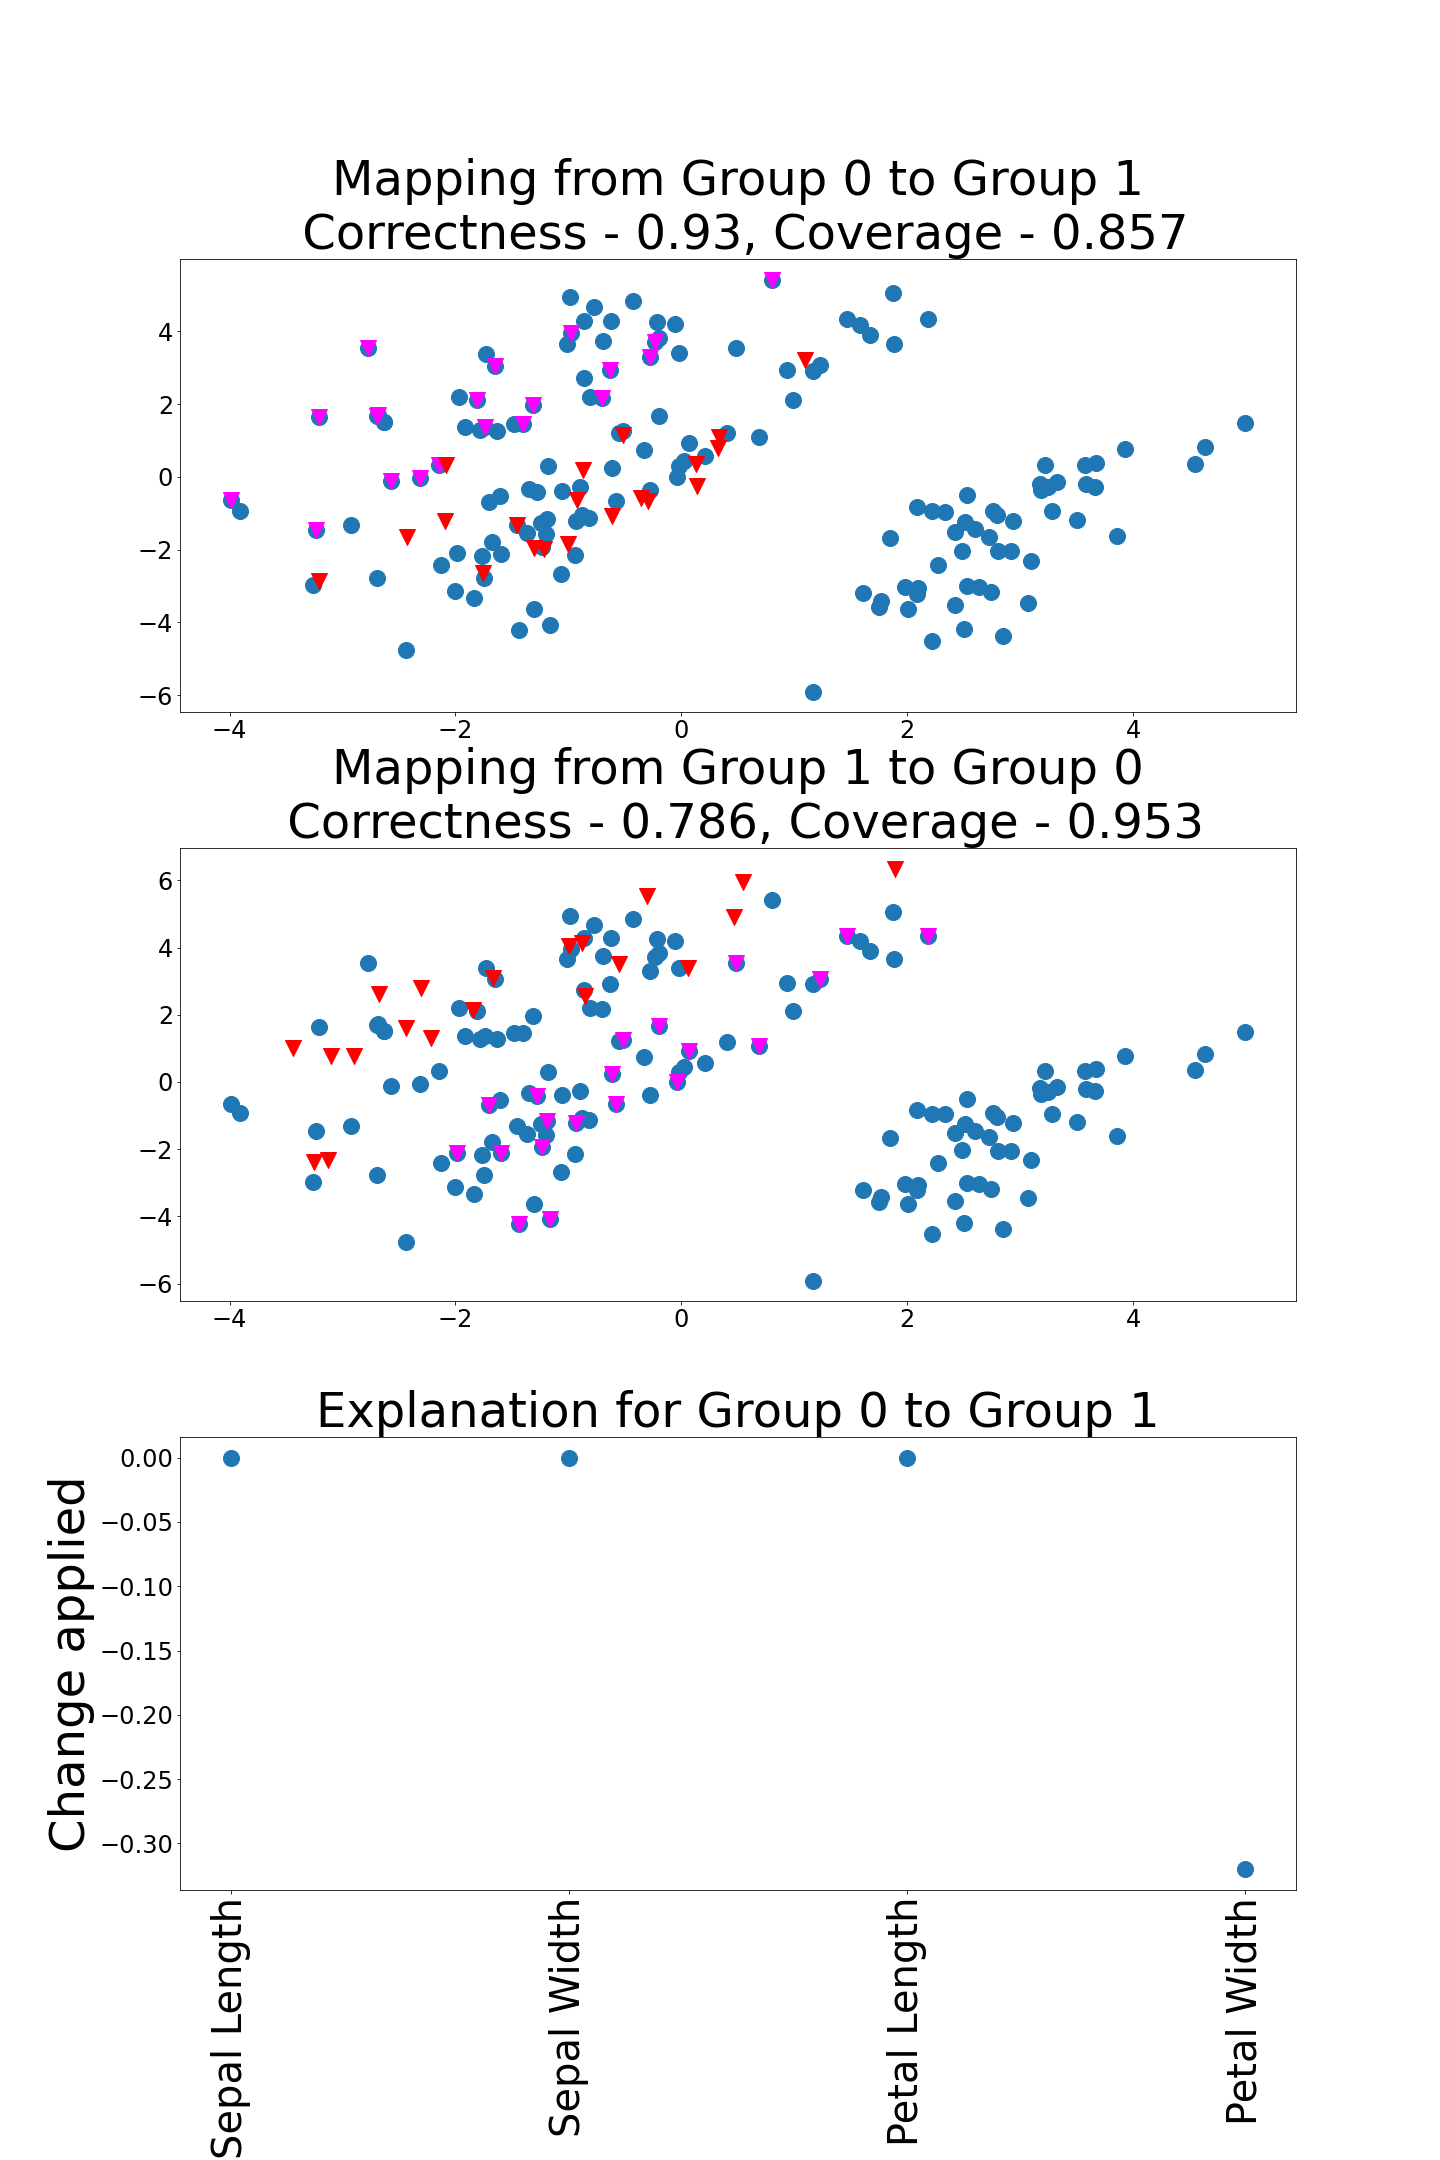 Mapping from Group 0 to Group 1
Correctness - 0.93, Coverage - 0.857
4
2
0
−2
−4
−6
−4 −2 0 2 4
Mapping from Group 1 to Group 0
Correctness - 0.786, Coverage - 0.953
6
4
2
0
−2
−4
−6
−4 −2 0 2 4
Explanation for Group 0 to Group 1
Change applied
0.00
−0.05
−0.10
−0.15
−0.20
−0.25
−0.30
Sepal Length
Sepal Width
Petal Length
Petal Width